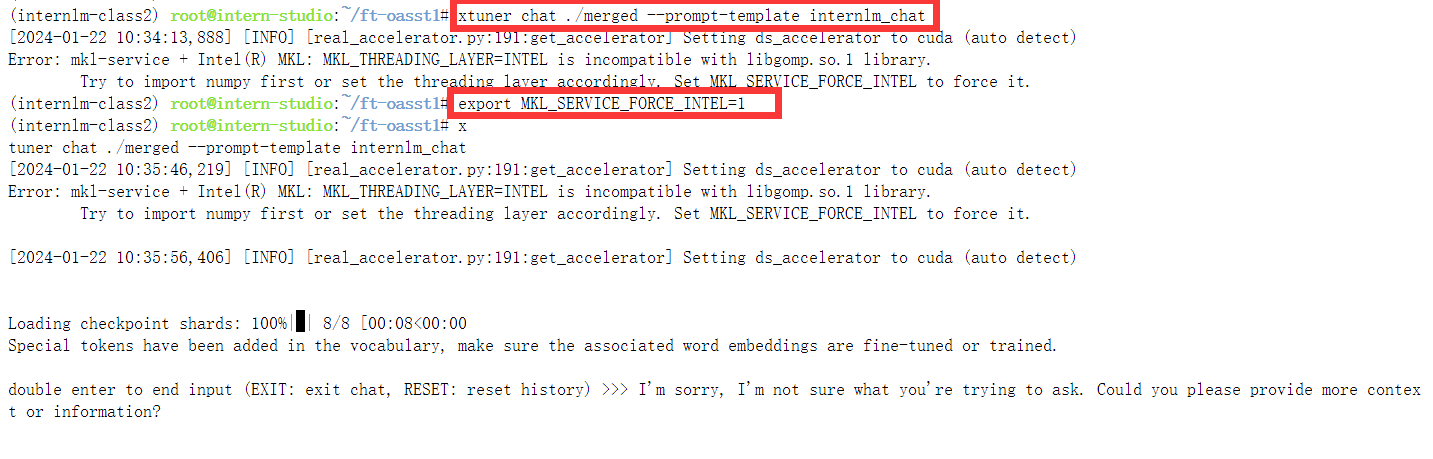 (internlm-class2) root@intern-studio:~/ft-oasst1# xtuner chat ./merged --prompt-template internlm_chat
[2024-01-22 10:34:13,888] [INFO] [real_accelerator.py:191:get_accelerator] Setting ds_accelerator to cuda (auto detect)
Error: mkl-service + Intel(R) MKL: MKL_THREADING_LAYER=INTEL is incompatible with libgomp.so.1 library.
        Try to import numpy first or set the threading layer accordingly. Set MKL_SERVICE_FORCE_INTEL to force it.
(internlm-class2) root@intern-studio:~/ft-oasst1# export MKL_SERVICE_FORCE_INTEL=1
(internlm-class2) root@intern-studio:~/ft-oasst1# x
tuner chat ./merged --prompt-template internlm_chat
[2024-01-22 10:35:46,219] [INFO] [real_accelerator.py:191:get_accelerator] Setting ds_accelerator to cuda (auto detect)
Error: mkl-service + Intel(R) MKL: MKL_THREADING_LAYER=INTEL is incompatible with libgomp.so.1 library.
        Try to import numpy first or set the threading layer accordingly. Set MKL_SERVICE_FORCE_INTEL to force it.
[2024-01-22 10:35:56,406] [INFO] [real_accelerator.py:191:get_accelerator] Setting ds_accelerator to cuda (auto detect)
Loading checkpoint shards: 100%|█| 8/8 [00:08<00:00
Special tokens have been added in the vocabulary, make sure the associated word embeddings are fine-tuned or trained.
double enter to end input (EXIT: exit chat, RESET: reset history) >>> I'm sorry, I'm not sure what you're trying to ask. Could you please provide more contex
t or information?